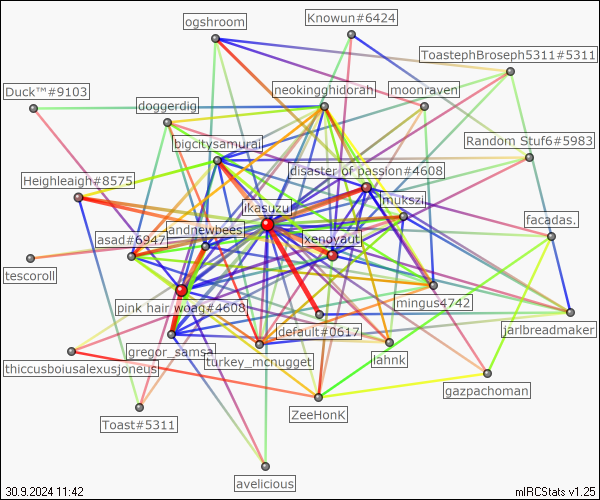 ogshroom
Knowun#6424
ToastephBroseph5311#5311
Duck™#9103
neokingghidorah
moonraven
doggerdig
bigcitysamurai
Random Stuf6#5983
disaster of passion#4608
Heighleaigh#8575
mukszi
ikasuzu
facadas.
andnewbees
asad#6947
xenoyaut
tescoroll
mingus4742
pink hair woag#4608
default#0617
jarlbreadmaker
gregor_samsa
turkey_mcnugget
lahnk
thiccusboiusalexusjoneus
gazpachoman
ZeeHonK
Toast#5311
avelicious
30.9.2024 11:42
mIRCStats v1.25